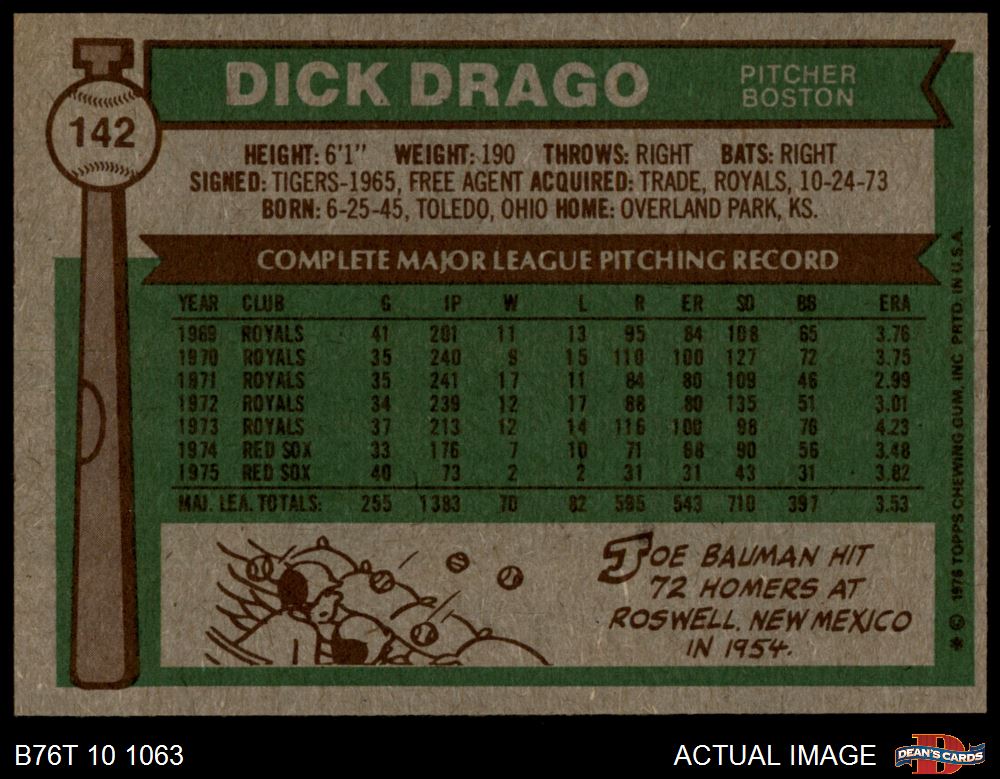 142
DICK DRAGO
PITCHER
BOSTON
HEIGHT: 6'1" WEIGHT: 190 THROWS: RIGHT BATS: RIGHT
SIGNED: TIGERS-1965, FREE AGENT ACQUIRED: TRADE, ROYALS, 10-24-73
BORN: 6-25-45, TOLEDO, OHIO HOME: OVERLAND PARK, KS.
COMPLETE MAJOR LEAGUE PITCHING RECORD
YEAR CLUB G IP W L R ER SO BB ERA
1969 ROYALS 41 201 11 13 95 84 108 65 3.76
1970 ROYALS 35 240 9 15 110 100 127 72 3.75
1971 ROYALS 35 241 17 11 84 80 109 46 2.99
1972 ROYALS 34 239 12 17 88 80 135 51 3.01
1973 ROYALS 37 213 12 14 116 100 98 76 4.23
1974 RED SOX 33 176 7 10 71 68 90 56 3.48
1975 RED SOX 40 73 2 2 31 31 43 31 3.82
MAJ. LEA. TOTALS: 255 1383 70 82 595 543 710 397 3.53
JOE BAUMAN HIT
72 HOMERS AT
ROSWELL, NEW MEXICO
IN 1954.
* © 1976 TOPPS CHEWING GUM, INC. PRTD. IN U.S.A.
B76T 10 1063
ACTUAL IMAGE
DEAN'S CARDS